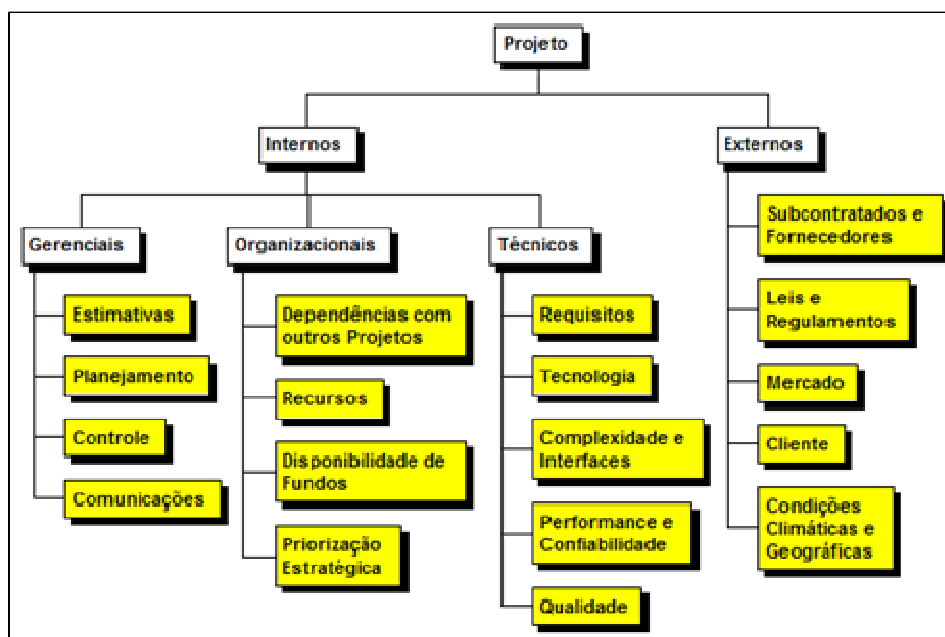 Projeto
Internos
Externos
Gerenciais
Organizacionais
Técnicos
Estimativas
Planejamento
Controle
Comunicações
Dependências com
outros Projetos
Recursos
Disponibilidade de
Fundos
Priorização
Estratégica
Requisitos
Tecnologia
Complexidade e
Interfaces
Performance e
Confiabilidade
Qualidade
Subcontratados e
Fornecedores
Leis e
Regulamentos
Mercado
Cliente
Condições
Climáticas e
Geográficas